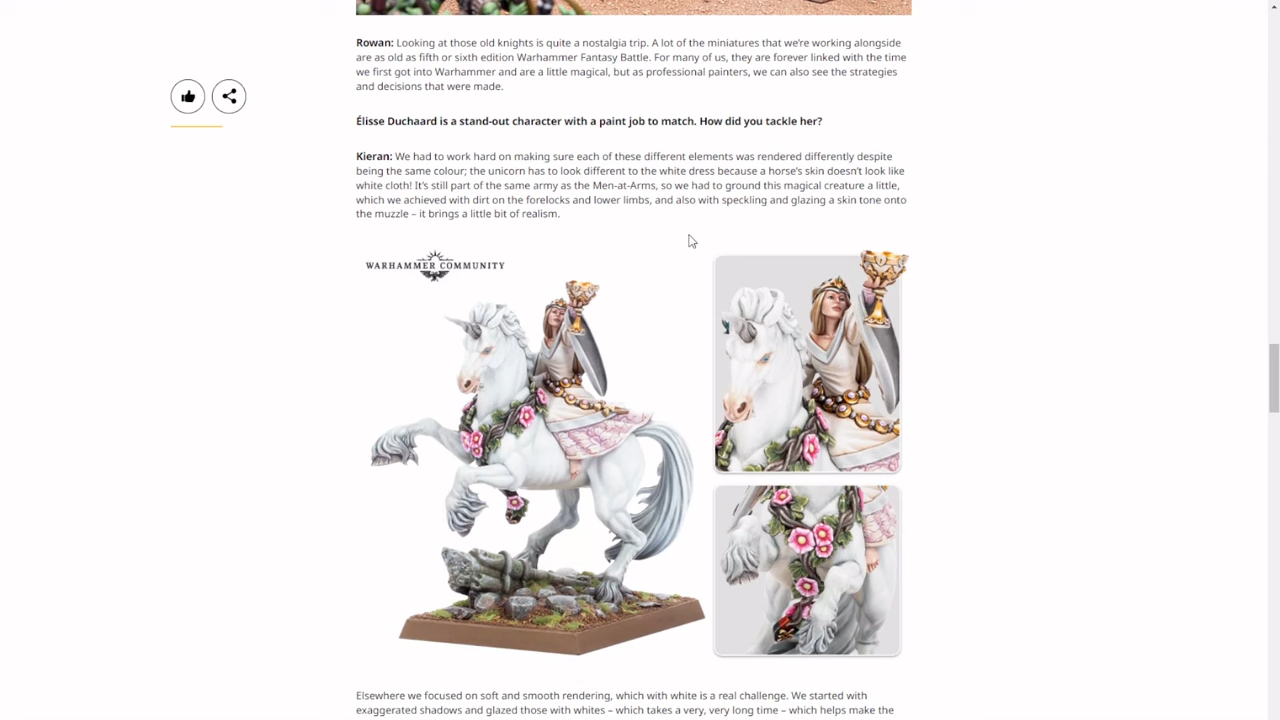 Rowan: Looking at those old knights is quite a nostalgia trip. A lot of the miniatures that we're working alongside
are as old as fifth or sixth edition Warhammer Fantasy Battle. For many of us, they are forever linked with the time
we first got into Warhammer and are a little magical, but as professional painters, we can also see the strategies
and decisions that were made.
Élisse Duchaard is a stand-out character with a paint job to match. How did you tackle her?
Kieran: We had to work hard on making sure each of these different elements was rendered differently despite
being the same colour; the unicorn has to look different to the white dress because a horse's skin doesn't look like
white cloth! It's still part of the same army as the Men-at-Arms, so we had to ground this magical creature a little,
which we achieved with dirt on the forelocks and lower limbs, and also with speckling and glazing a skin tone onto
the muzzle – it brings a little bit of realism.
WARHAMMER COMMUNITY
Elsewhere we focused on soft and smooth rendering, which with white is a real challenge. We started with
exaggerated shadows and glazed those with whites – which takes a very, very long time – which helps make the